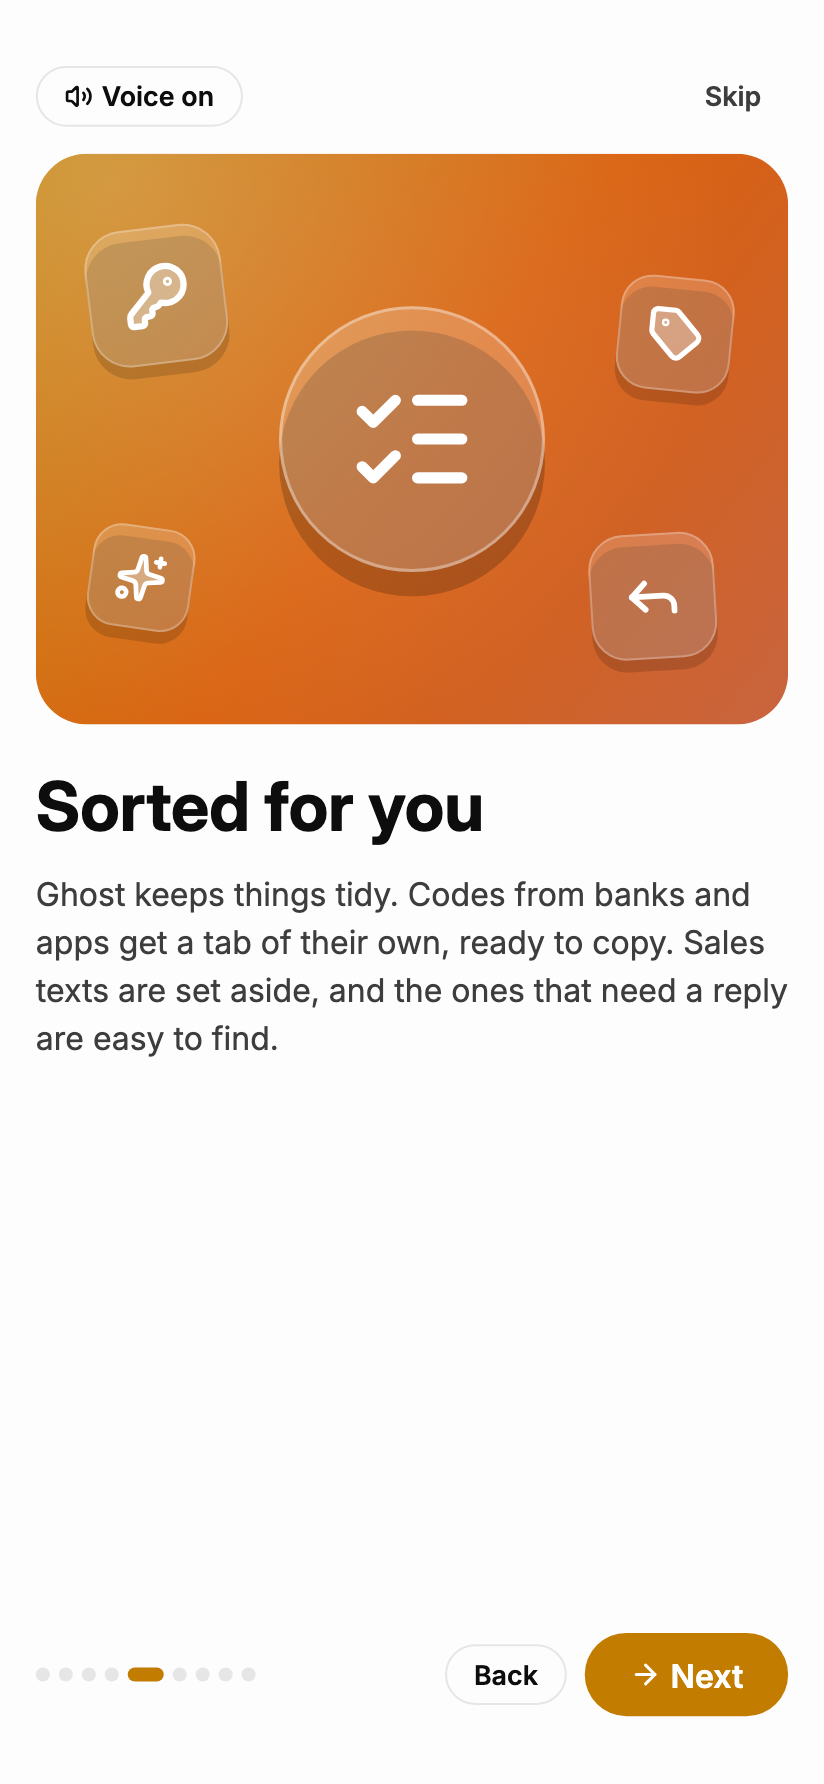 Voice on
Skip
Sorted for you
Ghost keeps things tidy. Codes from banks and
apps get a tab of their own, ready to copy. Sales
texts are set aside, and the ones that need a reply
are easy to find.
Back
Next